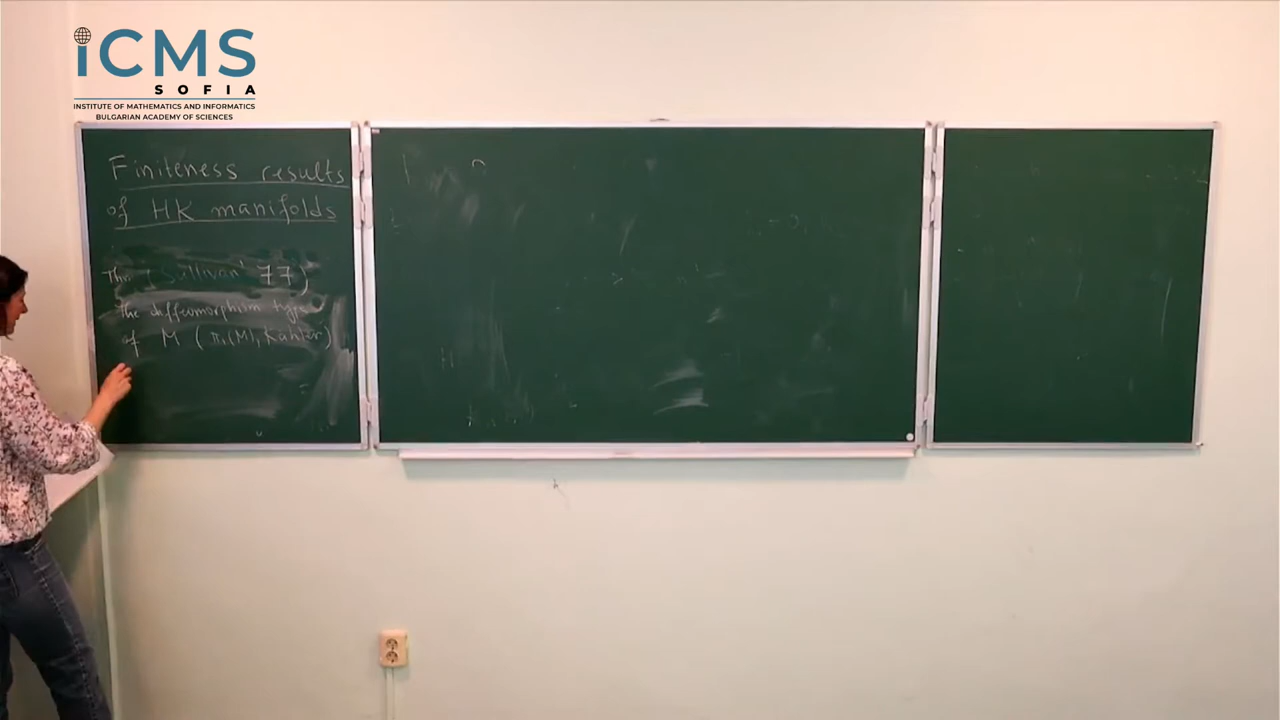 iCMS
SOFIA
INSTITUTE OF MATHEMATICS AND INFORMATICS
BULGARIAN ACADEMY OF SCIENCES
Finiteness results
of HK manifolds
Thm (Sullivan' 77)
The diffeomorphism type
of M (π₁(M), Kähler)